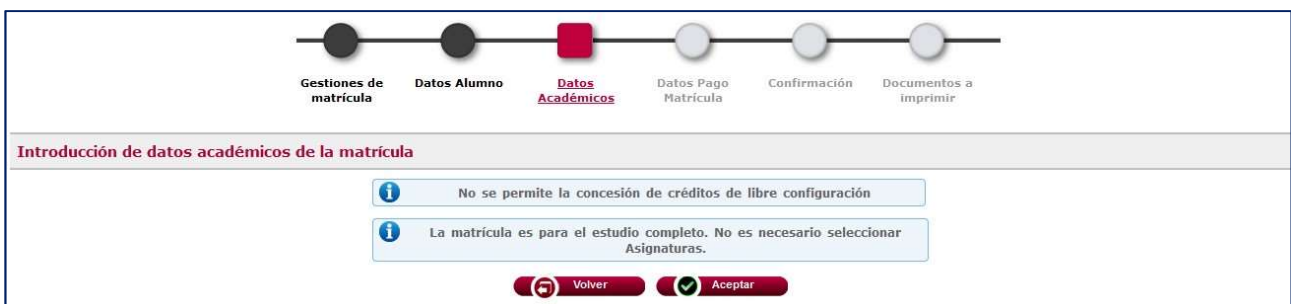 Gestiones de matrícula
Datos Alumno
Datos Académicos
Datos Pago Matrícula
Confirmación
Documentos a imprimir
Introducción de datos académicos de la matrícula
No se permite la concesión de créditos de libre configuración
La matrícula es para el estudio completo. No es necesario seleccionar
Asignaturas.
Volver
Aceptar